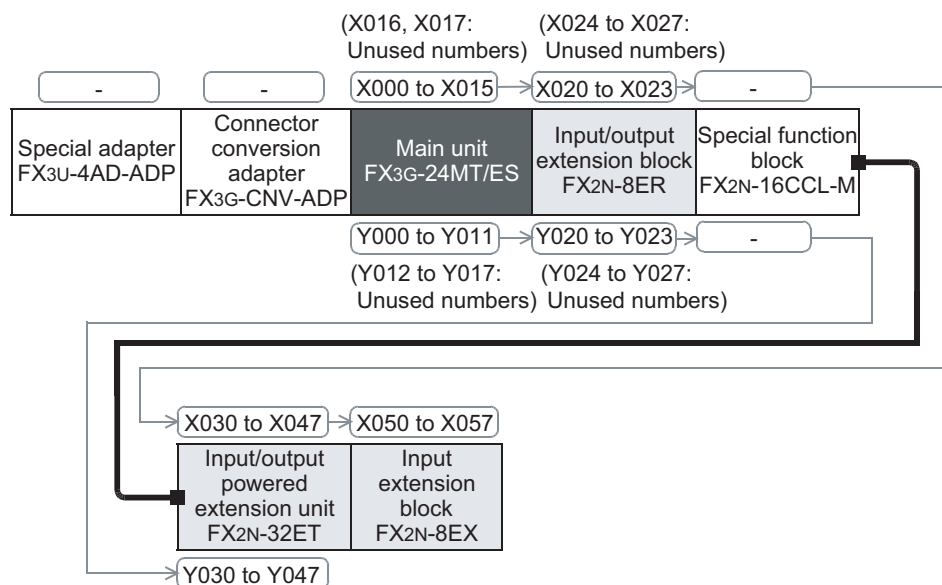 (X016, X017:
Unused numbers)
(X024 to X027:
Unused numbers)
-
-
X000 to X015
X020 to X023
-
Special adapter
FX3U-4AD-ADP
Connector
conversion
adapter
FX3G-CNV-ADP
Main unit
FX3G-24MT/ES
Input/output
extension block
FX2N-8ER
Special function
block
FX2N-16CCL-M
Y000 to Y011
Y020 to Y023
-
(Y012 to Y017:
Unused numbers)
(Y024 to Y027:
Unused numbers)
X030 to X047
X050 to X057
Input/output
powered
extension unit
FX2N-32ET
Input
extension
block
FX2N-8EX
Y030 to Y047